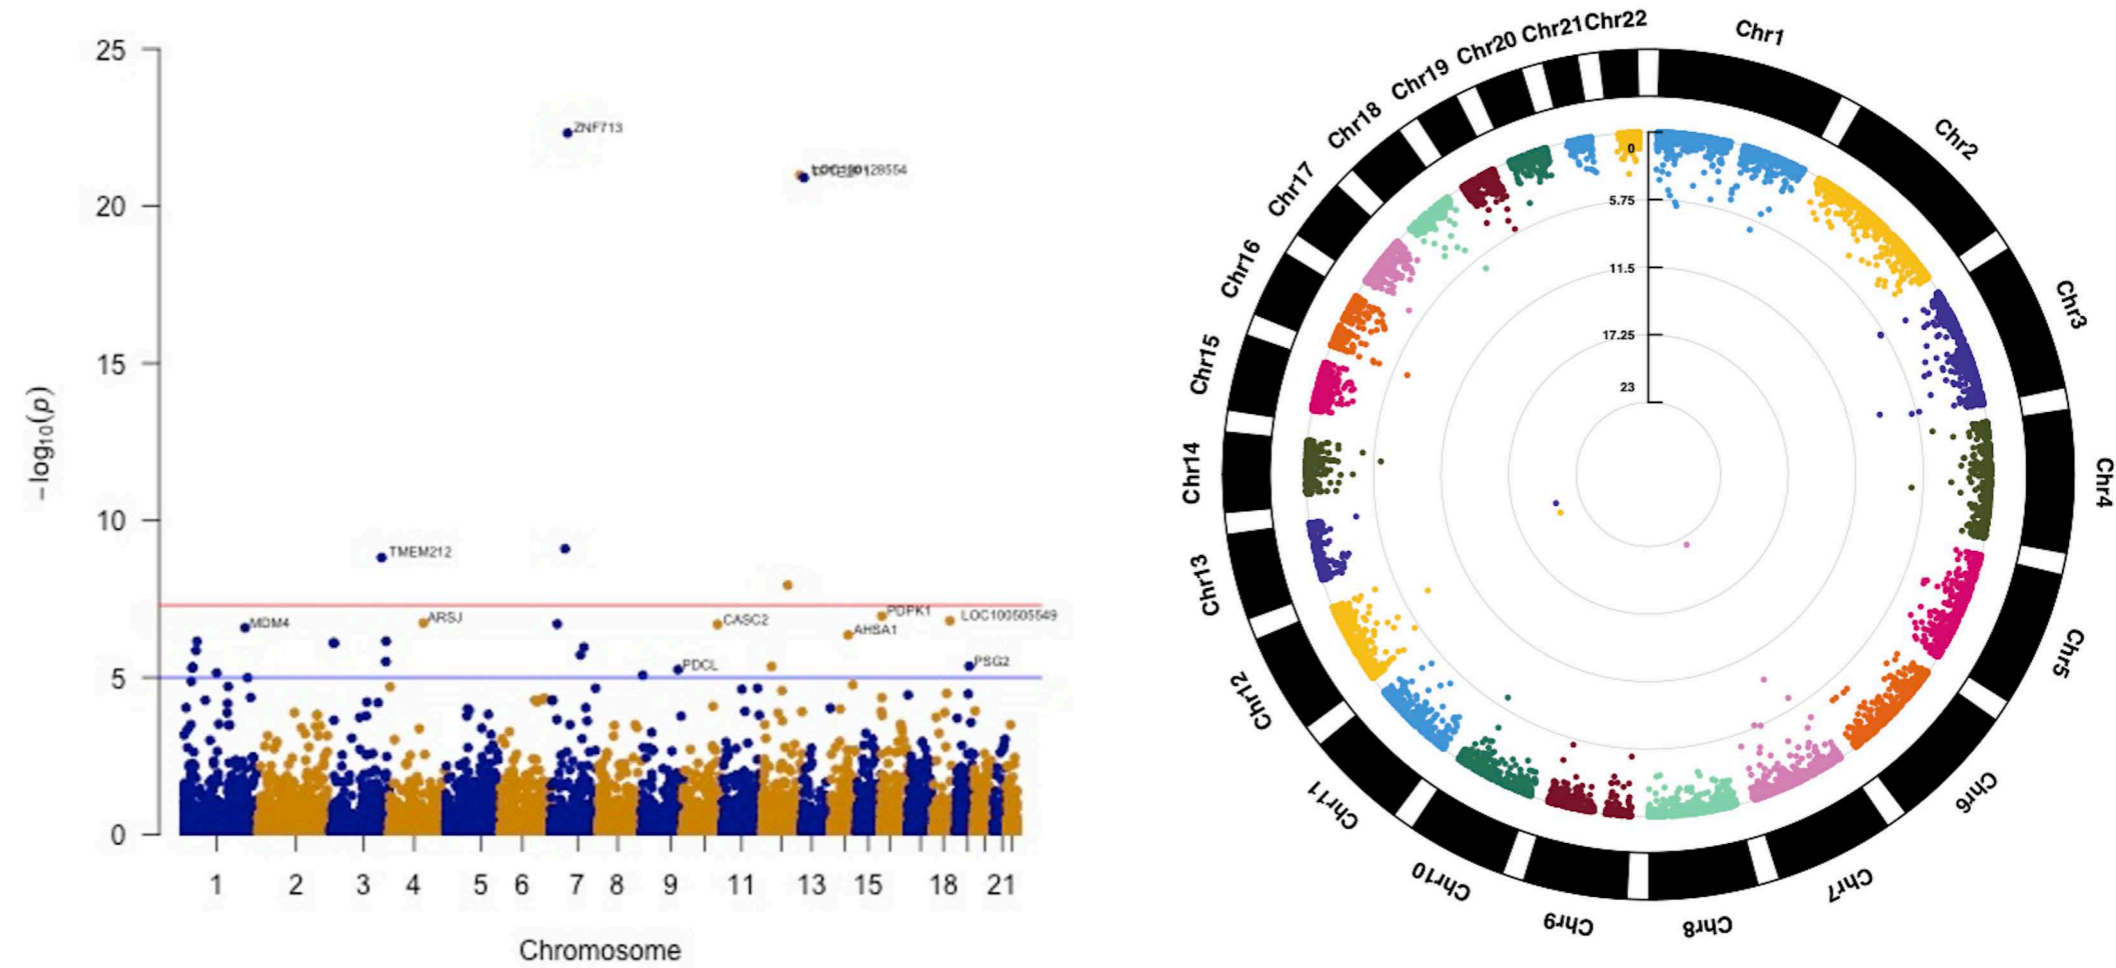 25
20
15
10
5
0
−log10(p)
ZNF713
TMEM212
MDM4
ARSJ
CASC2
PDCL
PDPK1
AHSA1
LOC100505549
PSG2
1 2 3 4 5 6 7 8 9 11 13 15 18 21
Chromosome
Chr1
Chr2
Chr3
Chr4
Chr5
Chr6
Chr7
Chr8
Chr9
Chr10
Chr11
Chr12
Chr13
Chr14
Chr15
Chr16
Chr17
Chr18
Chr19
Chr20
Chr21
Chr22
0
5.75
11.5
17.25
23